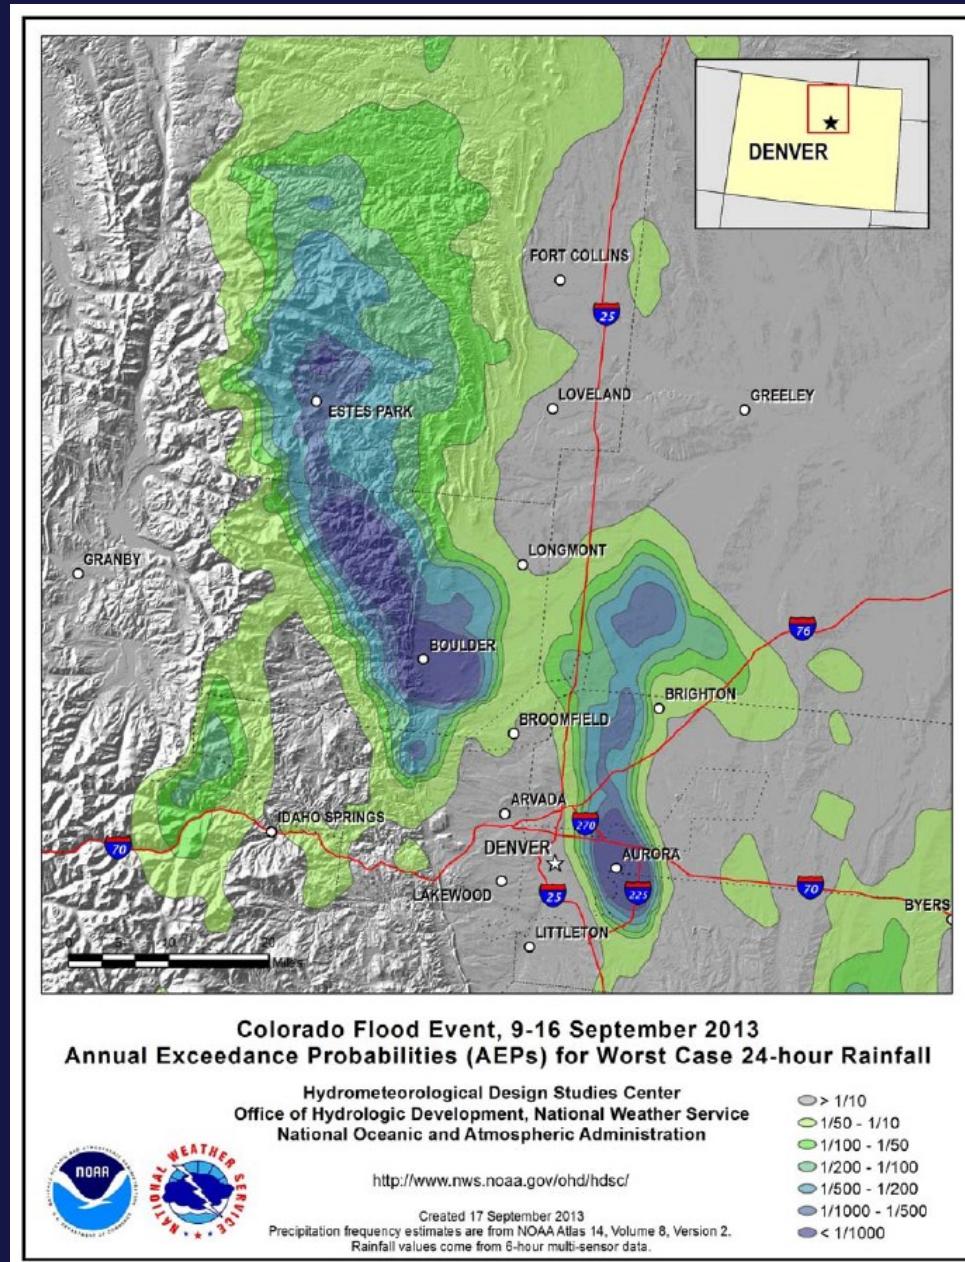 DENVER
FORT COLLINS
25
LOVELAND
GREELEY
ESTES PARK
LONGMONT
GRANBY
76
BOULDER
BRIGHTON
BROOMFIELD
ARVADA
IDAHO SPRINGS
270
70
DENVER
AURORA
LAKEWOOD
25
225
70
BYERS
LITTLETON
0 5 10 20
Miles
Colorado Flood Event, 9-16 September 2013
Annual Exceedance Probabilities (AEPs) for Worst Case 24-hour Rainfall
Hydrometeorological Design Studies Center
Office of Hydrologic Development, National Weather Service
National Oceanic and Atmospheric Administration
http://www.nws.noaa.gov/ohd/hdsc/
Created 17 September 2013
Precipitation frequency estimates are from NOAA Atlas 14, Volume 8, Version 2.
Rainfall values come from 6-hour multi-sensor data.
> 1/10
1/50 - 1/10
1/100 - 1/50
1/200 - 1/100
1/500 - 1/200
1/1000 - 1/500
< 1/1000
NOAA
NATIONAL WEATHER SERVICE